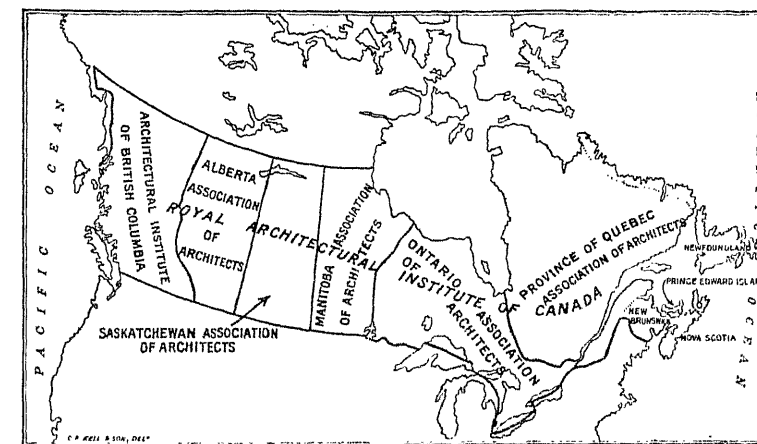 PACIFIC OCEAN
ARCHITECTURAL INSTITUTE
OF BRITISH COLUMBIA
ALBERTA
ASSOCIATION
OF
ARCHITECTS
ROYAL ARCHITECTURAL INSTITUTE OF CANADA
SASKATCHEWAN ASSOCIATION
OF ARCHITECTS
MANITOBA ASSOCIATION
OF ARCHITECTS
ONTARIO ASSOCIATION
OF
ARCHITECTS
PROVINCE OF QUEBEC
ASSOCIATION OF ARCHITECTS
NEWFOUNDLAND
PRINCE EDWARD ISLA
NEW
BRUNSWK
NOVA SCOTIA
OCEAN